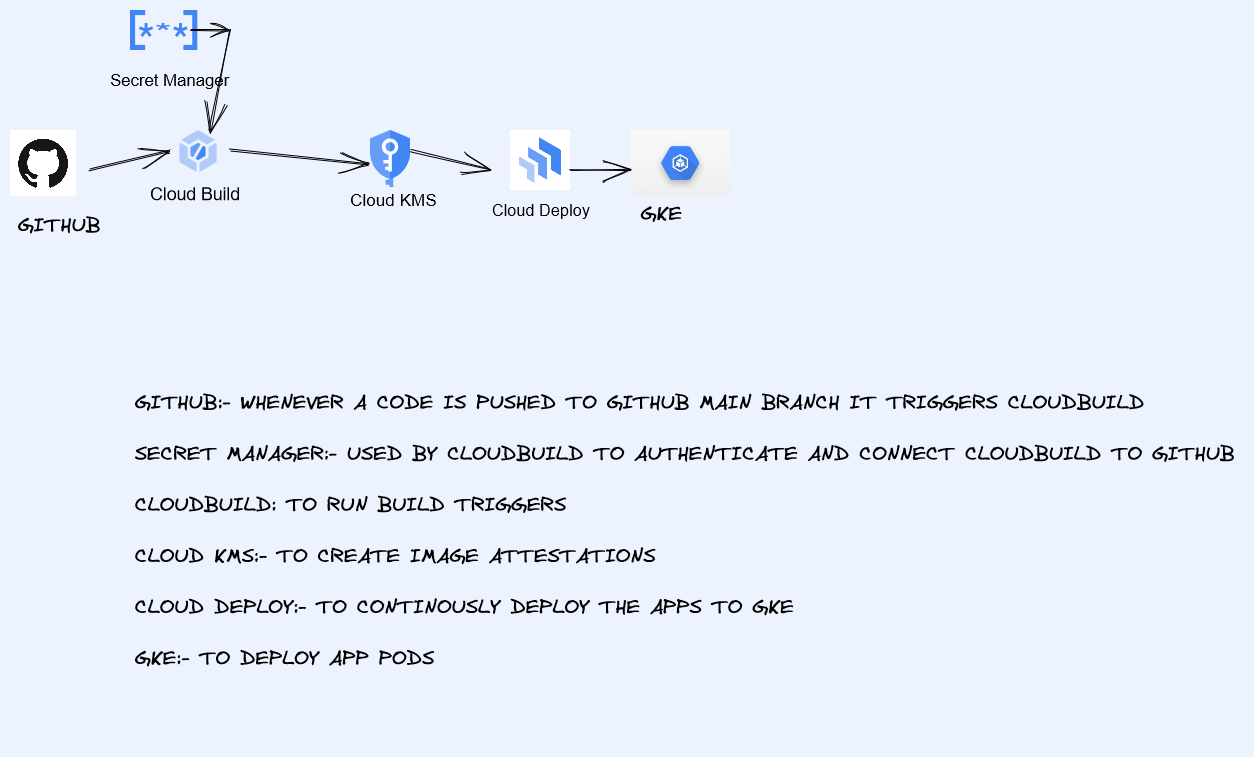 [***]
Secret Manager
Cloud Build
Cloud KMS
Cloud Deploy
GITHUB
GKE
GITHUB:- WHENEVER A CODE IS PUSHED TO GITHUB MAIN BRANCH IT TRIGGERS CLOUDBUILD
SECRET MANAGER:- USED BY CLOUDBUILD TO AUTHENTICATE AND CONNECT CLOUDBUILD TO GITHUB
CLOUDBUILD: TO RUN BUILD TRIGGERS
CLOUD KMS:- TO CREATE IMAGE ATTESTATIONS
CLOUD DEPLOY:- TO CONTINOUSLY DEPLOY THE APPS TO GKE
GKE:- TO DEPLOY APP PODS